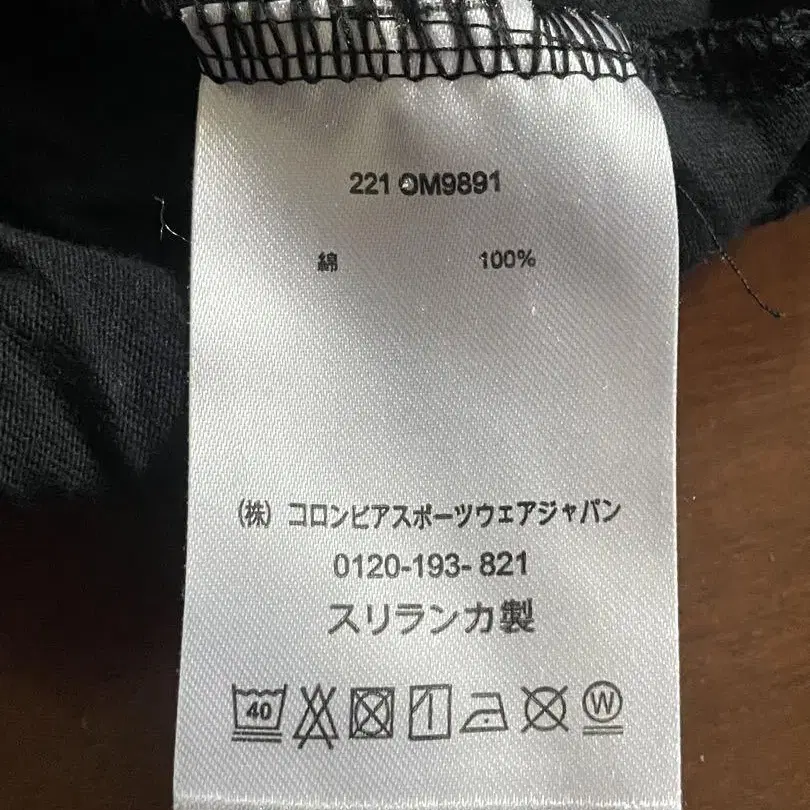 221 OM9891
綿 100%
(株) コロンビアスポーツウェアジャパン
0120-193- 821
スリランカ製
40
W